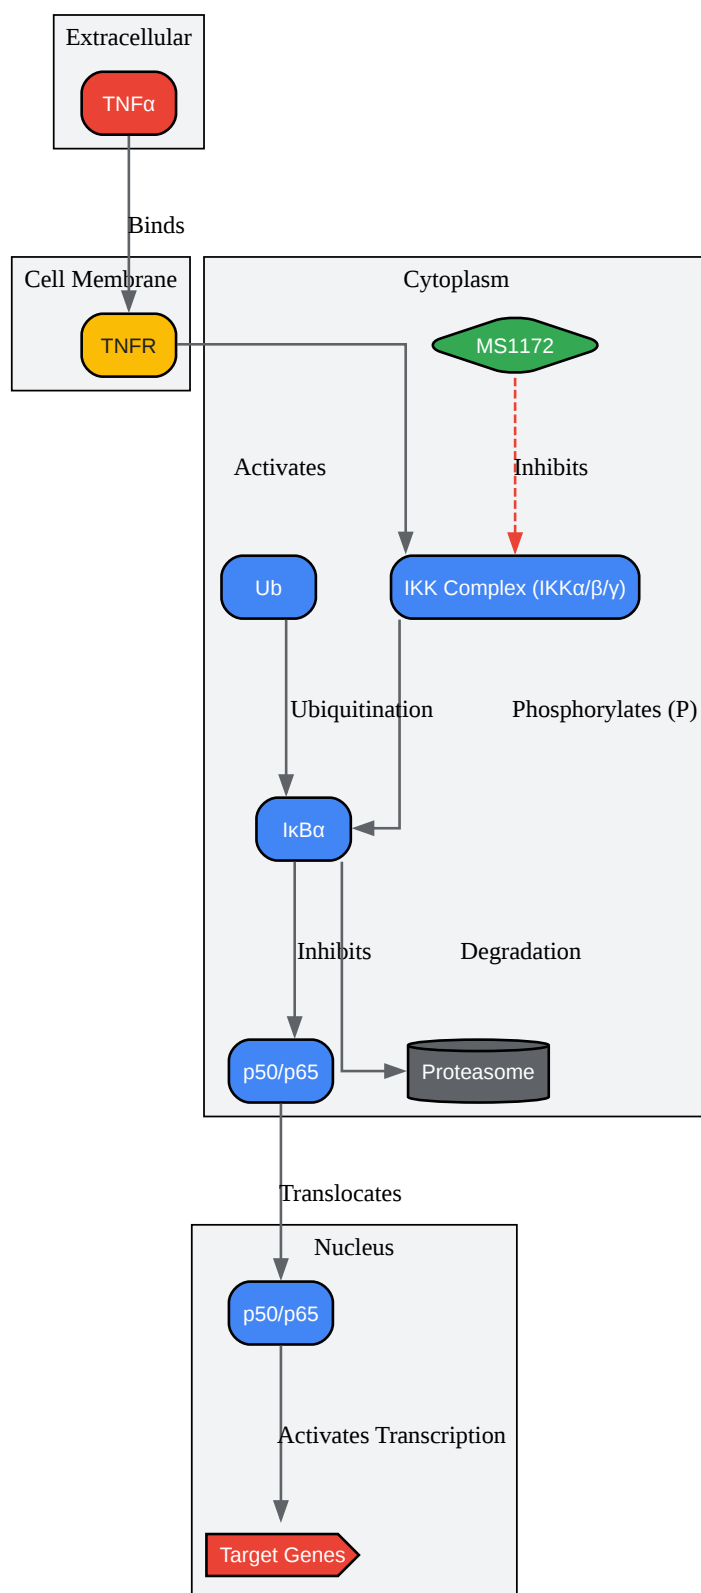 Extracellular
TNFα
Binds
Cell Membrane
Cytoplasm
TNFR
MS1172
Activates
Inhibits
Ub
IKK Complex (IKKα/β/γ)
Ubiquitination
Phosphorylates (P)
IκBα
Inhibits
Degradation
p50/p65
Proteasome
Translocates
Nucleus
p50/p65
Activates Transcription
Target Genes